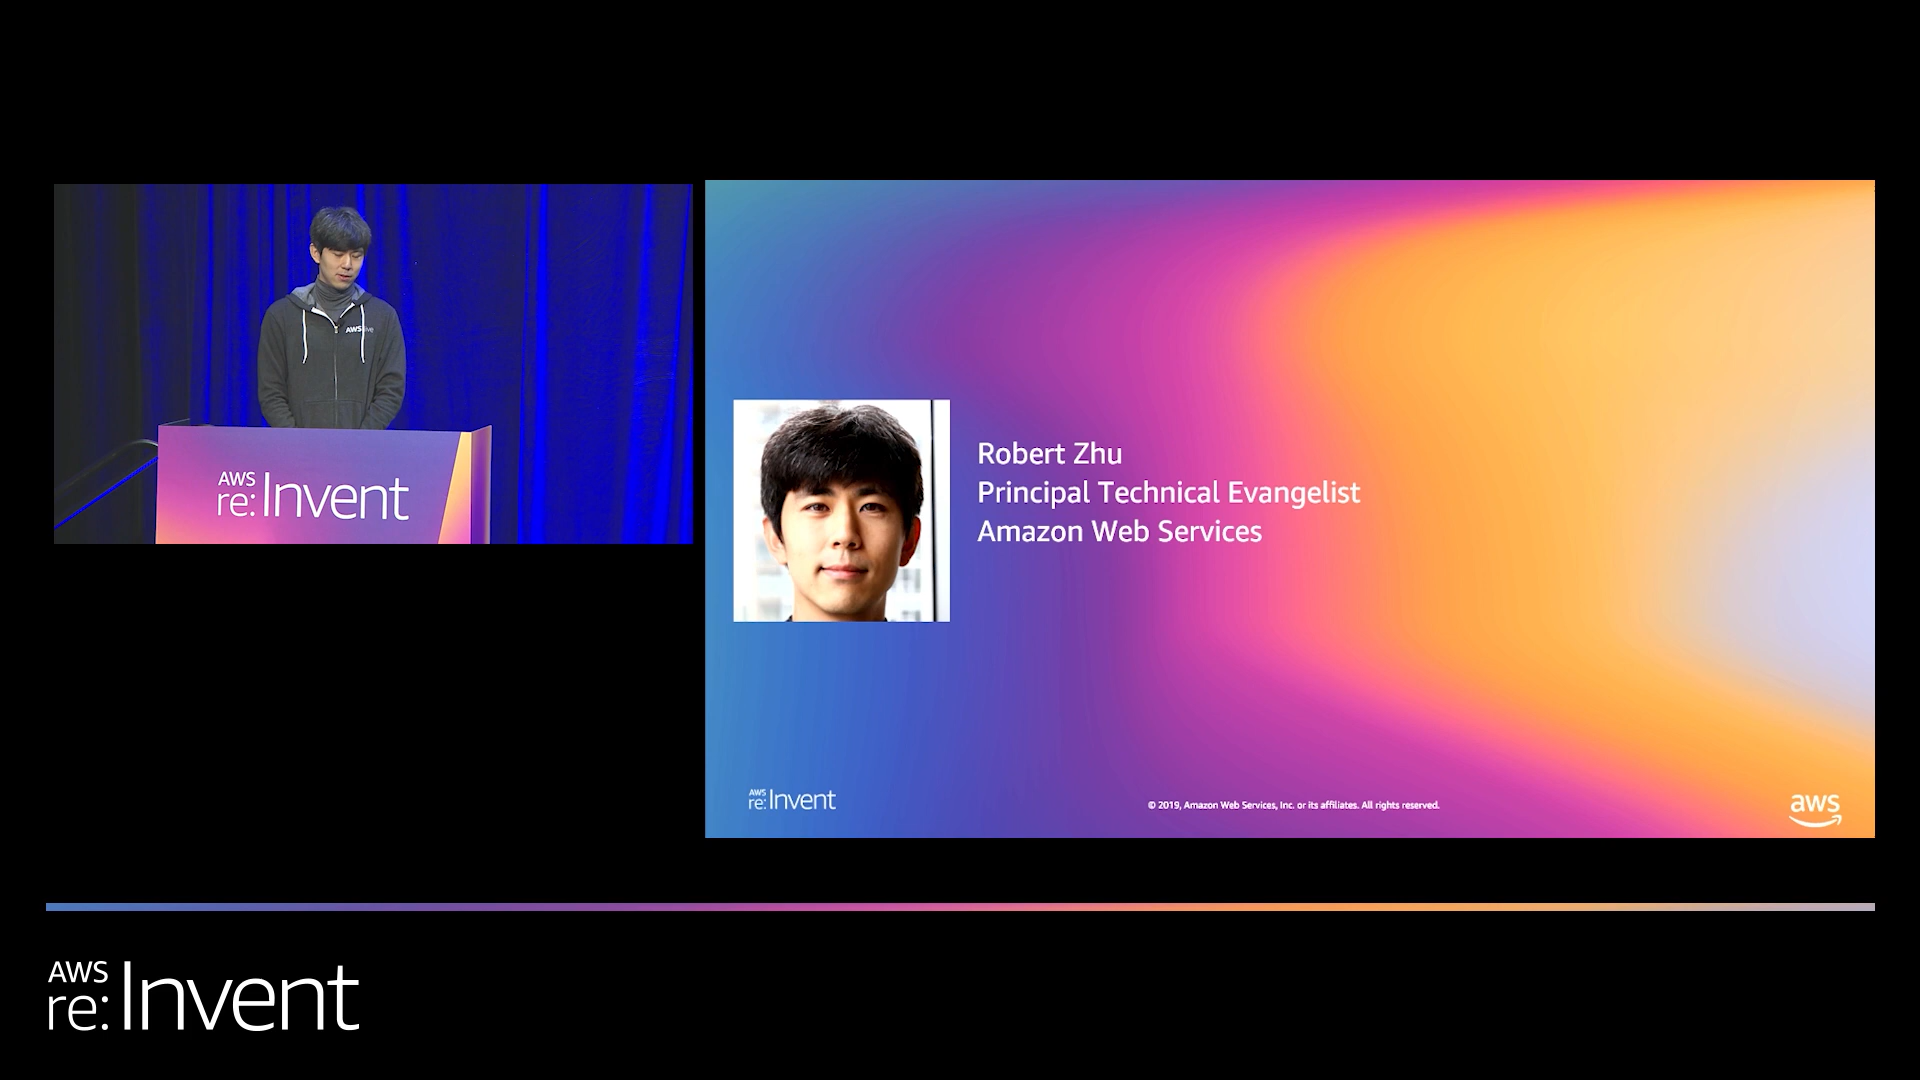 AWSlive
AWS
re:Invent
Robert Zhu
Principal Technical Evangelist
Amazon Web Services
AWS
re:Invent
© 2019, Amazon Web Services, Inc. or its affiliates. All rights reserved.
aws
AWS
re:Invent